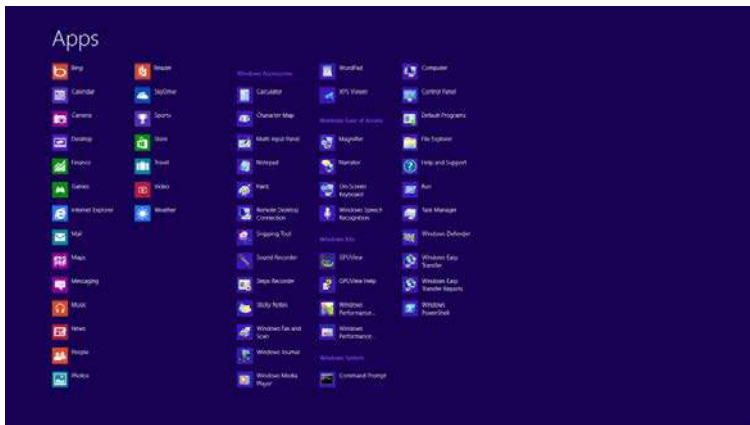 Apps
Bing
Calendar
Camera
Desktop
Finance
Games
Internet Explorer
Mail
Maps
Messaging
Music
News
People
Photos
Reader
SkyDrive
Sports
Store
Travel
Video
Weather
Windows Accessories
Calculator
Character Map
Math Input Panel
Notepad
Paint
Remote Desktop
Connection
Snipping Tool
Sound Recorder
Steps Recorder
Sticky Notes
Windows Fax and
Scan
Windows Journal
Windows Media
Player
WordPad
XPS Viewer
Windows Ease of Access
Magnifier
Narrator
On-Screen
Keyboard
Windows Speech
Recognition
Windows Kits
GPUView
GPUView Help
Windows
Performance...
Windows
Performance...
Windows System
Command Prompt
Computer
Control Panel
Default Programs
File Explorer
Help and Support
Run
Task Manager
Windows Defender
Windows Easy
Transfer
Windows Easy
Transfer Reports
Windows
PowerShell